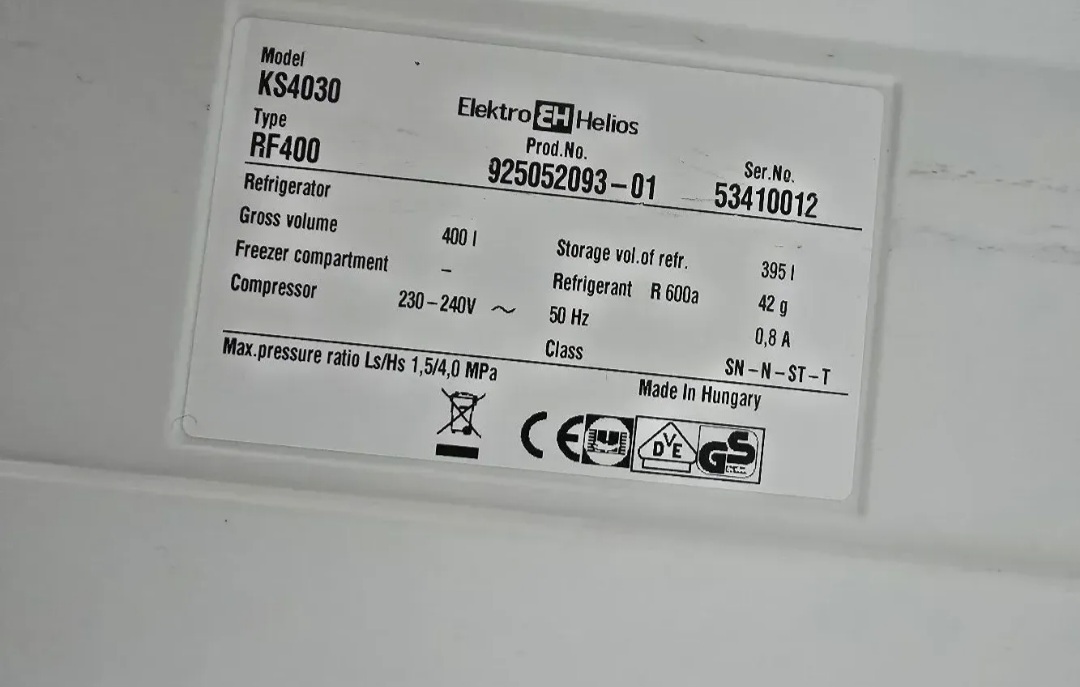 Model
KS4030
Elektro EH Helios
Type
RF400
Prod.No.
925052093-01
Ser.No.
53410012
Refrigerator
Gross volume 400 l
Storage vol.of refr. 395 l
Freezer compartment –
Refrigerant R 600a 42 g
Compressor 230-240V ~ 50 Hz 0,8 A
Class SN-N-ST-T
Max.pressure ratio Ls/Hs 1,5/4,0 MPa
Made In Hungary
CE
DVE
GS